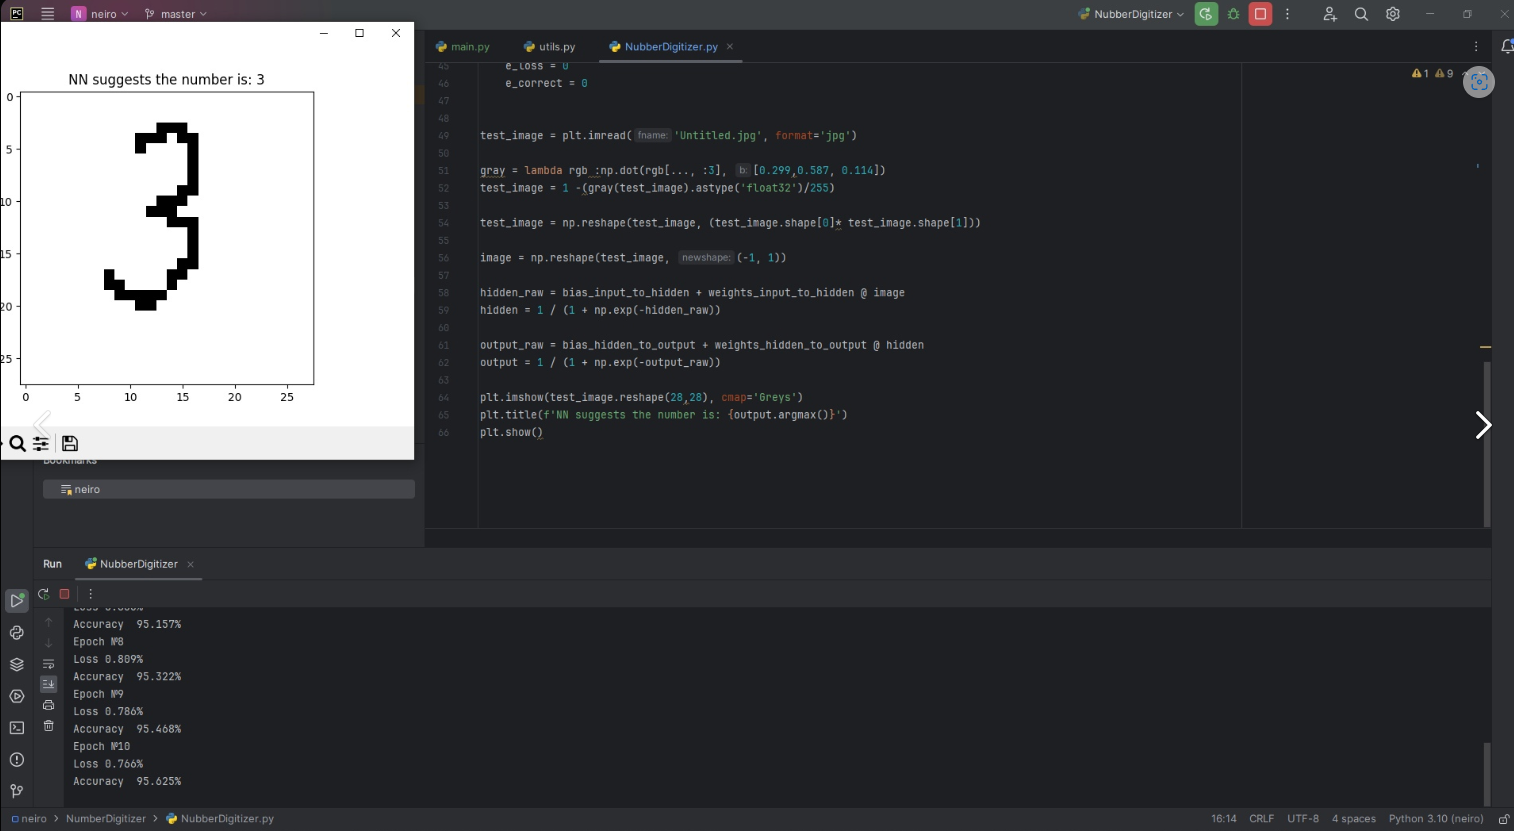 PC N neiro master NubberDigitizer
main.py utils.py NubberDigitizer.py
NN suggests the number is: 3
0
5
10
15
20
25
0 5 10 15 20 25
1 9
45 e_loss = 0
46 e_correct = 0
47
48
49 test_image = plt.imread( fname: 'Untitled.jpg', format='jpg')
50
51 gray = lambda rgb :np.dot(rgb[..., :3], b: [0.299,0.587, 0.114])
52 test_image = 1 -(gray(test_image).astype('float32')/255)
53
54 test_image = np.reshape(test_image, (test_image.shape[0]* test_image.shape[1]))
55
56 image = np.reshape(test_image, newshape: (-1, 1))
57
58 hidden_raw = bias_input_to_hidden + weights_input_to_hidden @ image
59 hidden = 1 / (1 + np.exp(-hidden_raw))
60
61 output_raw = bias_hidden_to_output + weights_hidden_to_output @ hidden
62 output = 1 / (1 + np.exp(-output_raw))
63
64 plt.imshow(test_image.reshape(28,28), cmap='Greys')
65 plt.title(f'NN suggests the number is: {output.argmax()}')
66 plt.show()
Bookmarks
neiro
Run NubberDigitizer
Accuracy 95.157%
Epoch №8
Loss 0.809%
Accuracy 95.322%
Epoch №9
Loss 0.786%
Accuracy 95.468%
Epoch №10
Loss 0.766%
Accuracy 95.625%
neiro > NumberDigitizer > NubberDigitizer.py 16:14 CRLF UTF-8 4 spaces Python 3.10 (neiro)